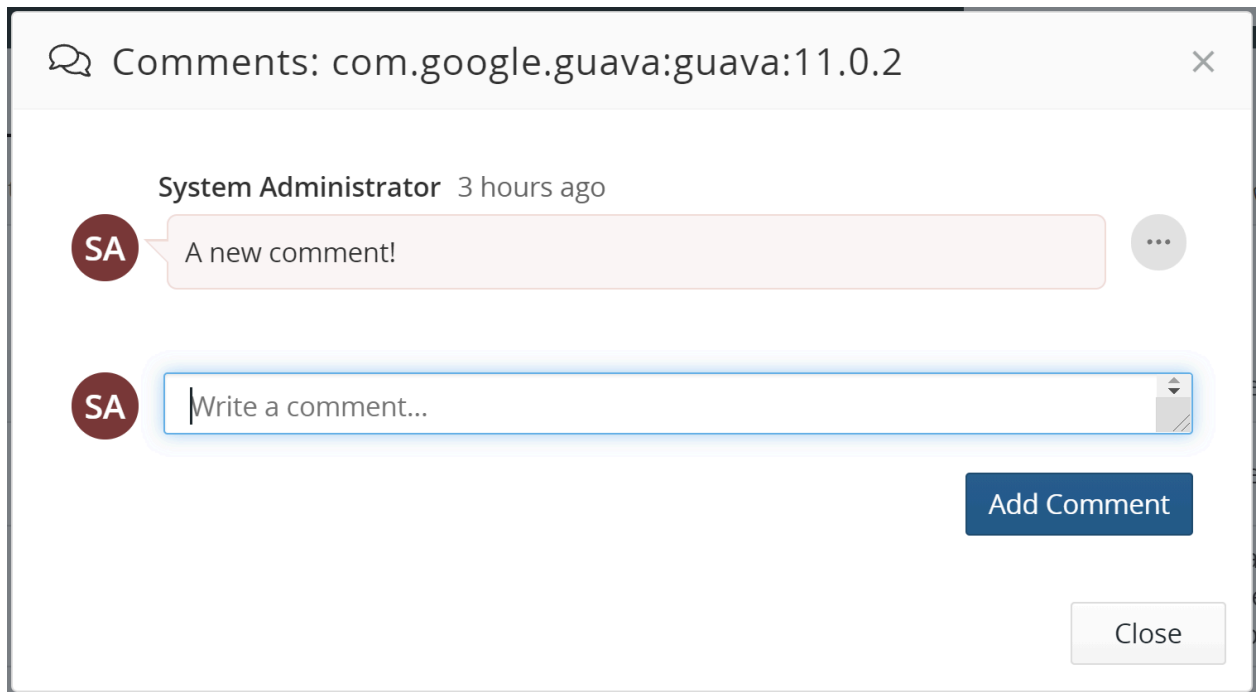 Comments: com.google.guava:guava:11.0.2
System Administrator 3 hours ago
SA
A new comment!
SA
Write a comment...
Add Comment
Close